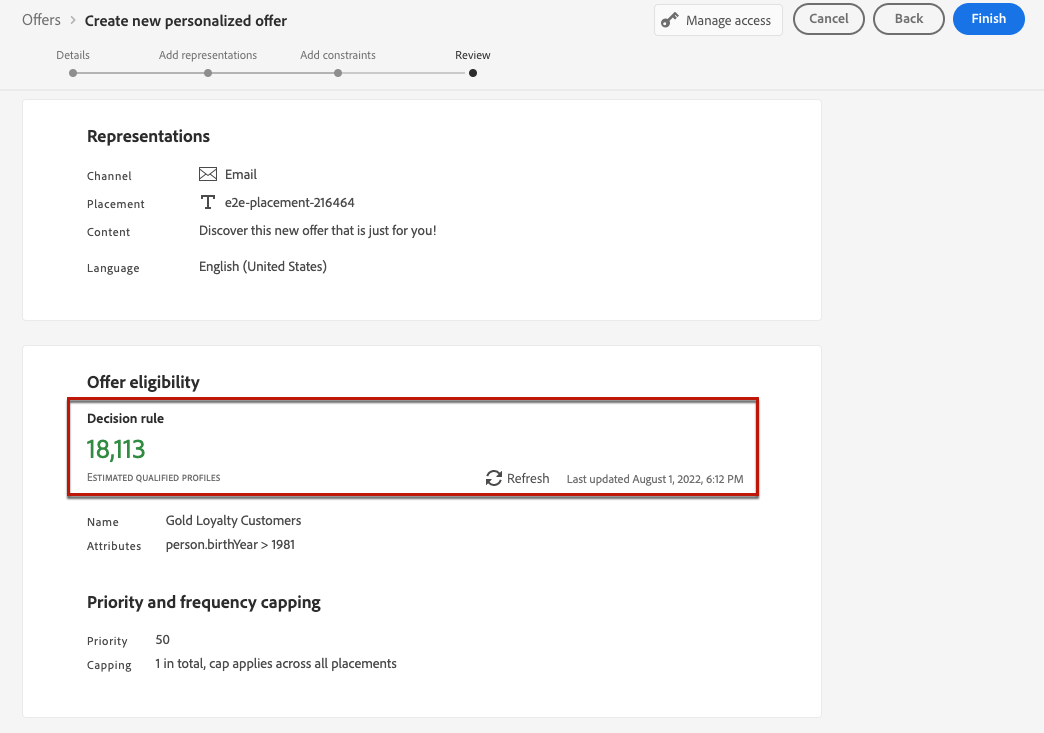 Offers > Create new personalized offer
Manage access
Cancel
Back
Finish
Details
Add representations
Add constraints
Review
Representations
Channel Email
Placement e2e-placement-216464
Content Discover this new offer that is just for you!
Language English (United States)
Offer eligibility
Decision rule
18,113
ESTIMATED QUALIFIED PROFILES
Refresh Last updated August 1, 2022, 6:12 PM
Name Gold Loyalty Customers
Attributes person.birthYear > 1981
Priority and frequency capping
Priority 50
Capping 1 in total, cap applies across all placements